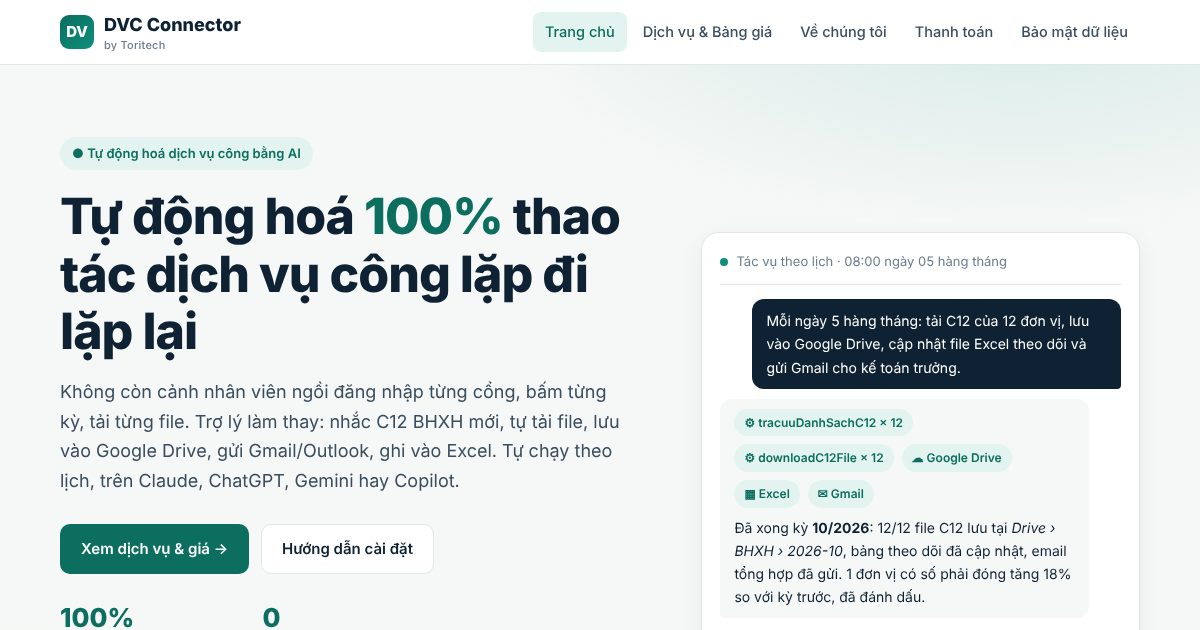 DV
DVC Connector
by Toritech
Trang chủ
Dịch vụ & Bảng giá
Về chúng tôi
Thanh toán
Bảo mật dữ liệu
Tự động hoá dịch vụ công bằng AI
Tự động hoá 100% thao
tác dịch vụ công lặp đi
lặp lại
Không còn cảnh nhân viên ngồi đăng nhập từng cổng, bấm từng
kỳ, tải từng file. Trợ lý làm thay: nhắc C12 BHXH mới, tự tải file, lưu
vào Google Drive, gửi Gmail/Outlook, ghi vào Excel. Tự chạy theo
lịch, trên Claude, ChatGPT, Gemini hay Copilot.
Xem dịch vụ & giá →
Hướng dẫn cài đặt
100%
0
Tác vụ theo lịch · 08:00 ngày 05 hàng tháng
Mỗi ngày 5 hàng tháng: tải C12 của 12 đơn vị, lưu
vào Google Drive, cập nhật file Excel theo dõi và
gửi Gmail cho kế toán trưởng.
⚙ tracuuDanhSachC12 × 12
⚙ downloadC12File × 12
☁ Google Drive
▦ Excel
✉ Gmail
Đã xong kỳ 10/2026: 12/12 file C12 lưu tại Drive ›
BHXH › 2026-10, bảng theo dõi đã cập nhật, email
tổng hợp đã gửi. 1 đơn vị có số phải đóng tăng 18%
so với kỳ trước, đã đánh dấu.